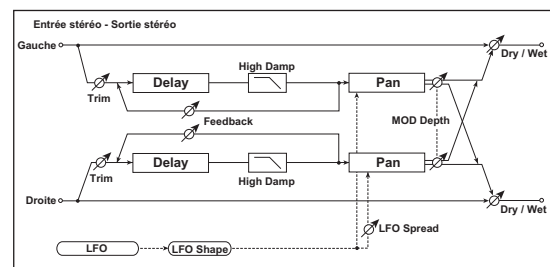 Entrée stéréo - Sortie stéréo
Gauche
Dry / Wet
High Damp
Delay
Pan
Trim
Feedback
MOD Depth
Delay
Pan
Trim
High Damp
Droite
Dry / Wet
LFO Spread
LFO
LFO Shape